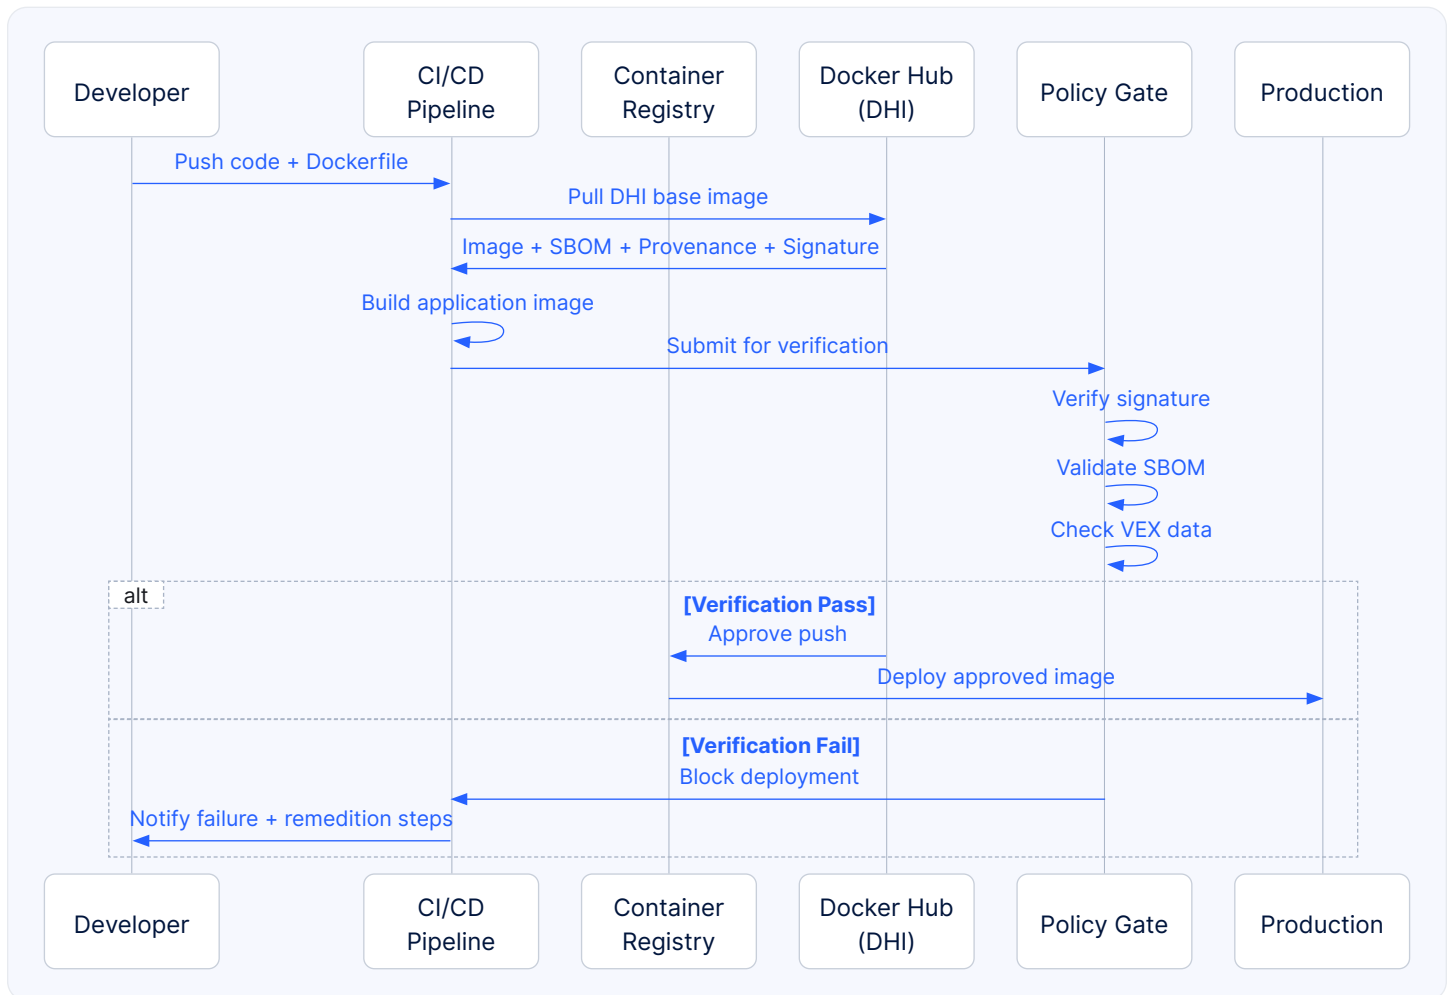 Developer
CI/CD
Pipeline
Container
Registry
Docker Hub
(DHI)
Policy Gate
Production
Push code + Dockerfile
Pull DHI base image
Image + SBOM + Provenance + Signature
Build application image
Submit for verification
Verify signature
Validate SBOM
Check VEX data
alt
[Verification Pass]
Approve push
Deploy approved image
[Verification Fail]
Block deployment
Notify failure + remedition steps
Developer
CI/CD
Pipeline
Container
Registry
Docker Hub
(DHI)
Policy Gate
Production